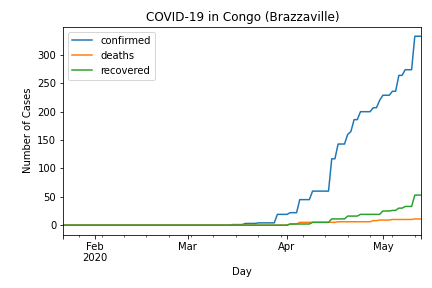 COVID-19 in Congo (Brazzaville)
confirmed
deaths
recovered
Number of Cases
300
250
200
150
100
50
0
Feb
2020
Mar
Apr
May
Day